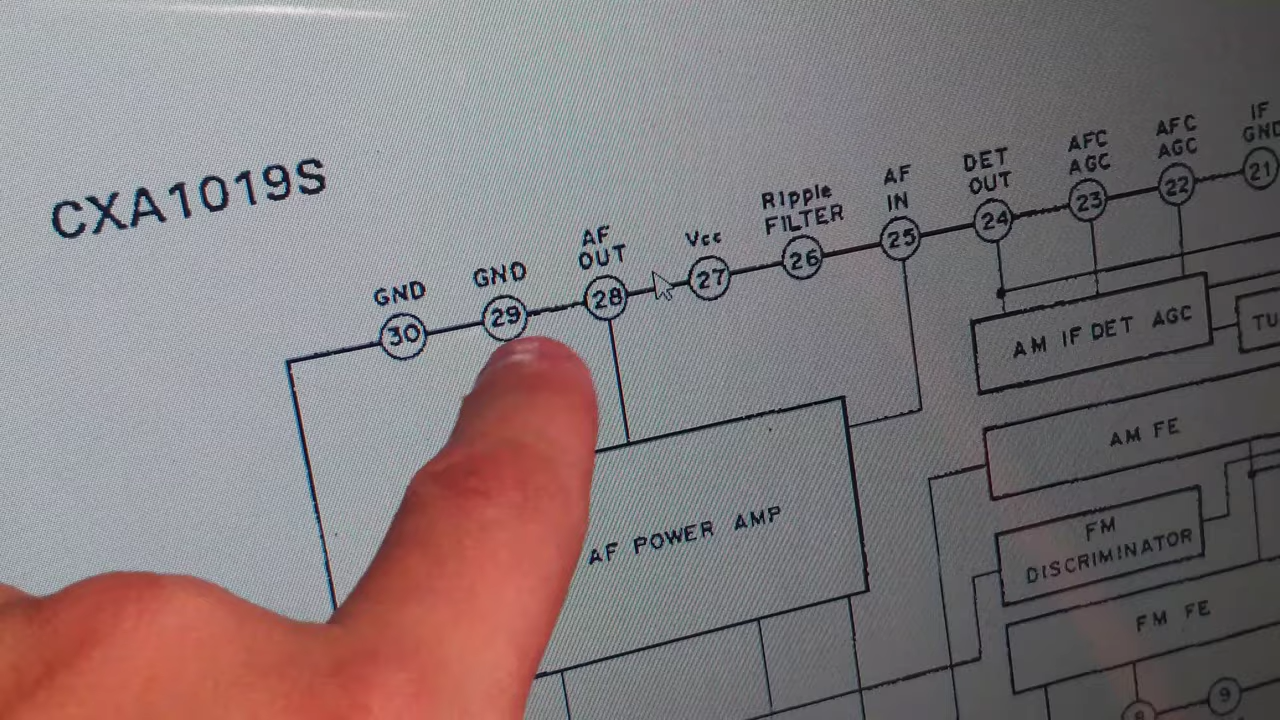 CXA1019S
GND
30
GND
29
AF
OUT
28
Vcc
27
Ripple
FILTER
26
AF
IN
25
DET
OUT
24
AFC
AGC
23
AFC
AGC
22
IF
GND
21
AM IF DET AGC
TU
AM FE
AF POWER AMP
FM
DISCRIMINATOR
FM FE
8
9